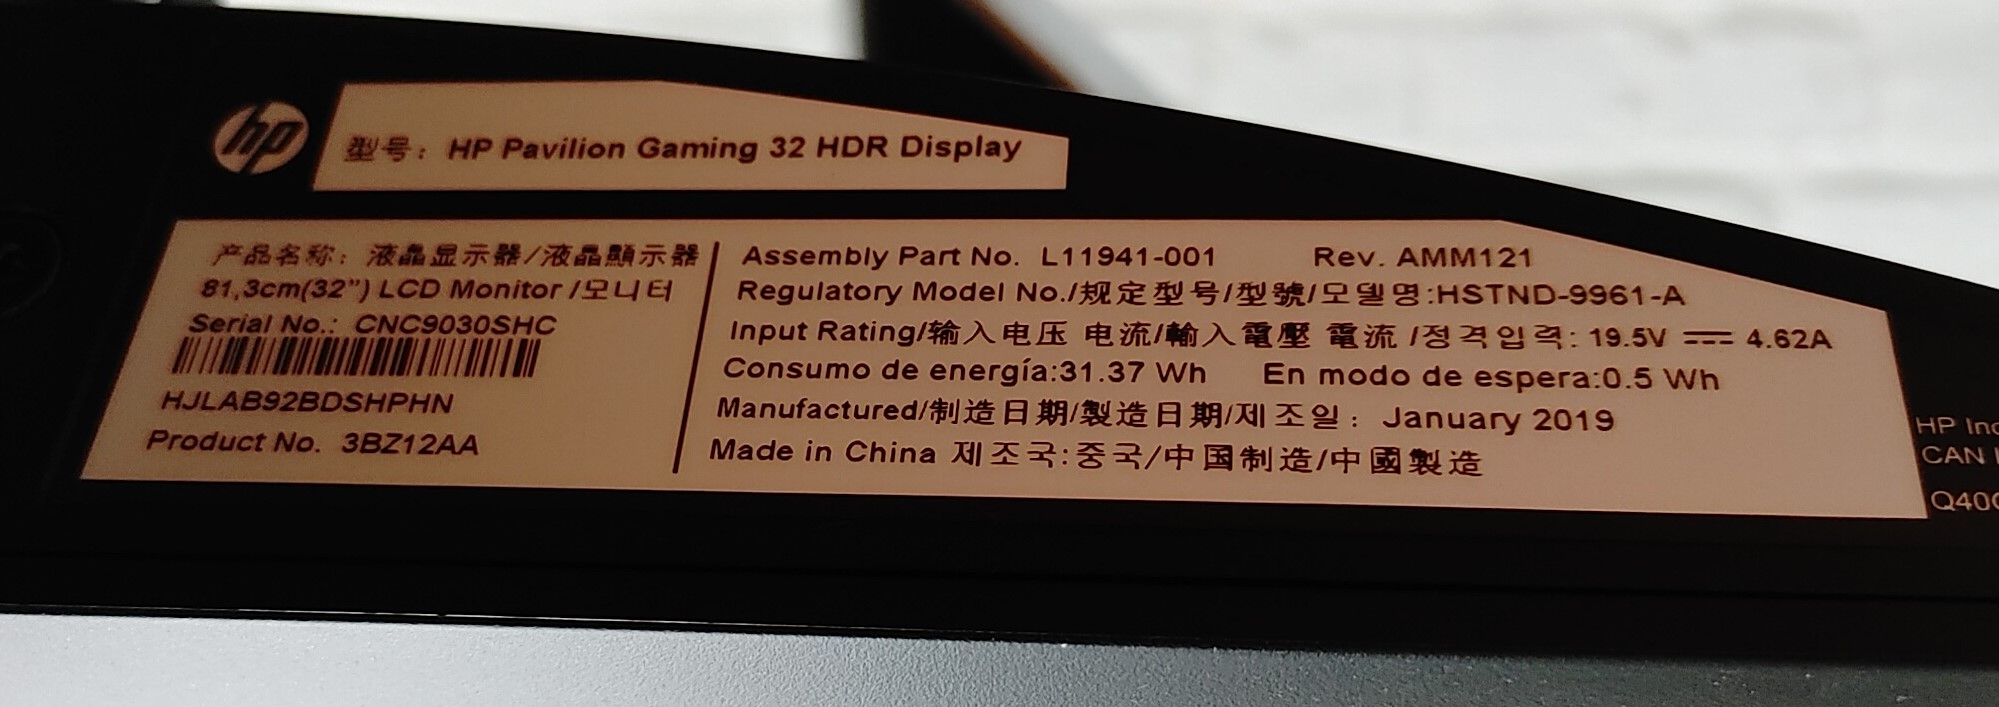 hp
型号: HP Pavilion Gaming 32 HDR Display
产品名称: 液晶显示器/液晶顯示器
81,3cm(32") LCD Monitor /모니터
Serial No.: CNC9030SHC
HJLAB92BDSHPHN
Product No. 3BZ12AA
Assembly Part No. L11941-001 Rev. AMM121
Regulatory Model No./规定型号/型號/모델명:HSTND-9961-A
Input Rating/输入电压 电流/輸入電壓 電流 /정격입력: 19.5V ⎓ 4.62A
Consumo de energía:31.37 Wh En modo de espera:0.5 Wh
Manufactured/制造日期/製造日期/제조일: January 2019
Made in China 제조국:중국/中国制造/中國製造
HP Inc
CAN